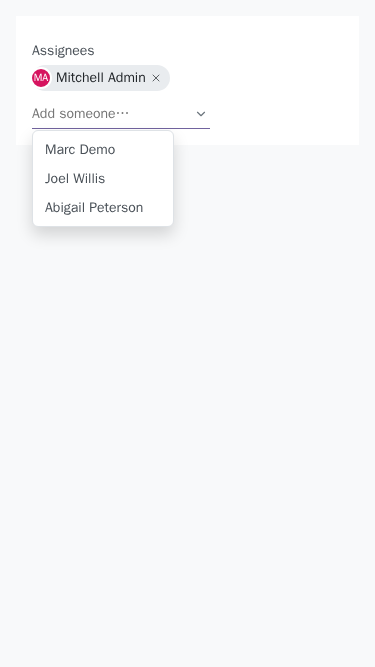 Assignees
MA Mitchell Admin
Add someone…
Marc Demo
Joel Willis
Abigail Peterson